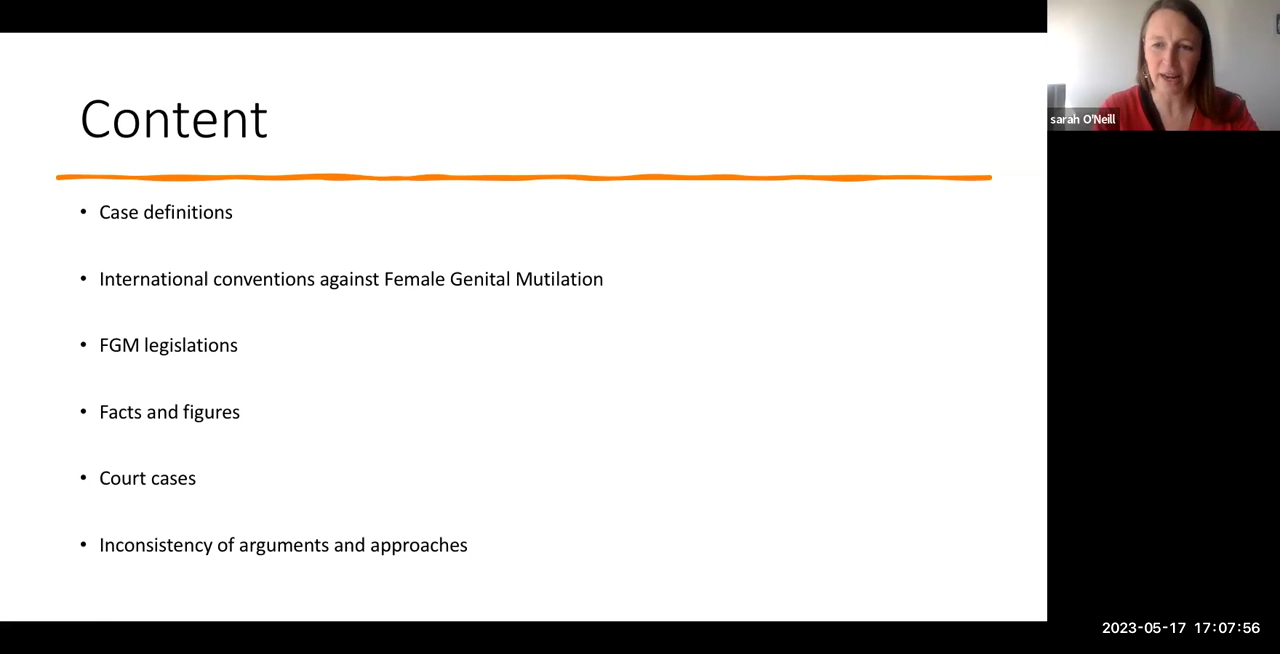 Content
• Case definitions
• International conventions against Female Genital Mutilation
• FGM legislations
• Facts and figures
• Court cases
• Inconsistency of arguments and approaches
sarah O'Neill
2023-05-17 17:07:56